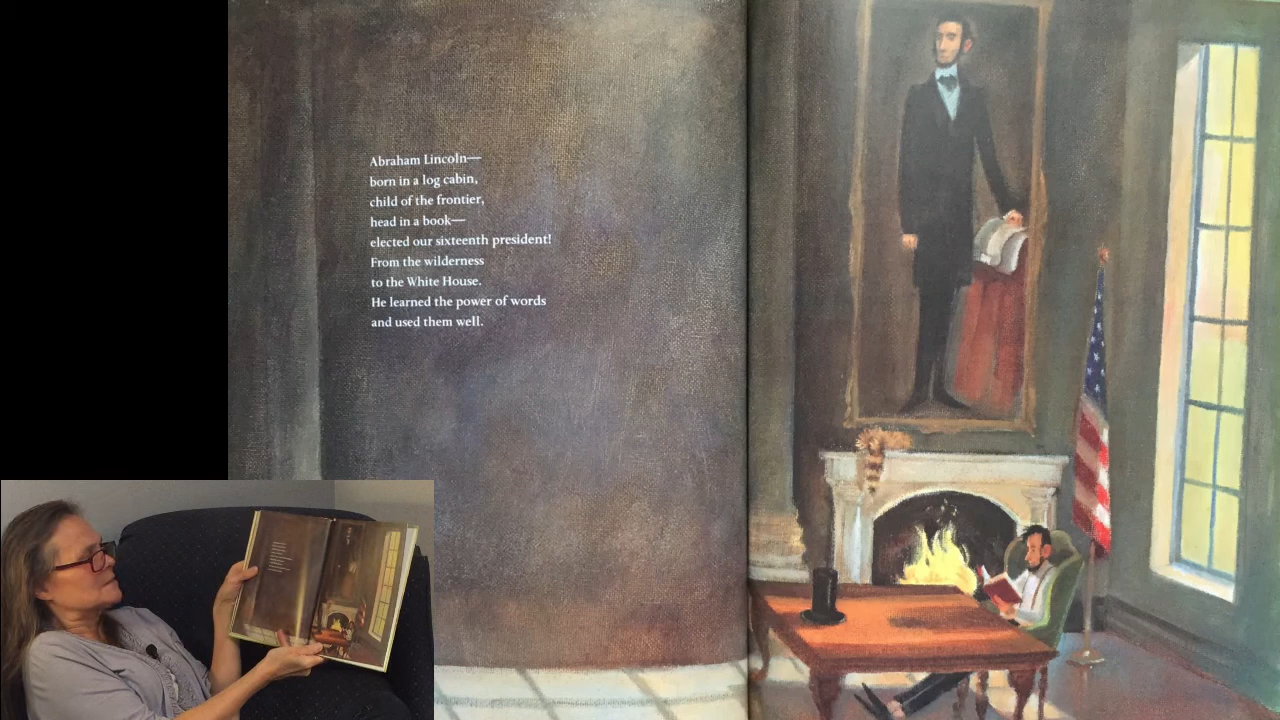 Abraham Lincoln—
born in a log cabin,
child of the frontier,
head in a book—
elected our sixteenth president!
From the wilderness
to the White House.
He learned the power of words
and used them well.